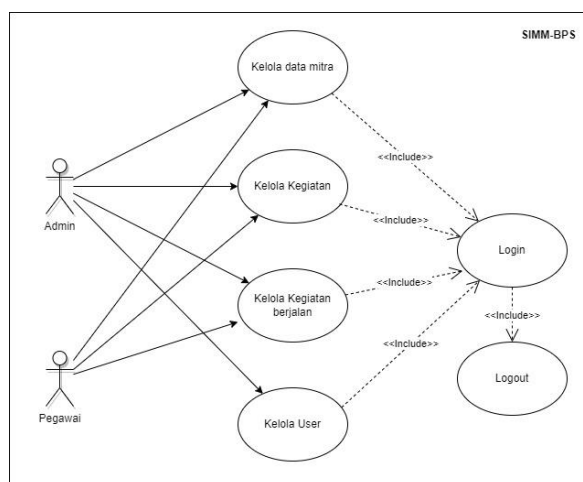 SIMM-BPS
Kelola data mitra
<<Include>>
Kelola Kegiatan
<<Include>>
Admin
Login
<<Include>>
Kelola Kegiatan
berjalan
<<Include>>
<<Include>>
Logout
Pegawai
Kelola User